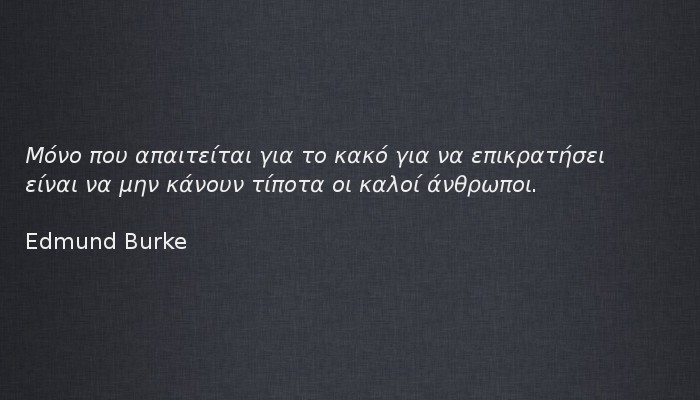 Μόνο που απαιτείται για το κακό για να επικρατήσει
είναι να μην κάνουν τίποτα οι καλοί άνθρωποι.
Edmund Burke